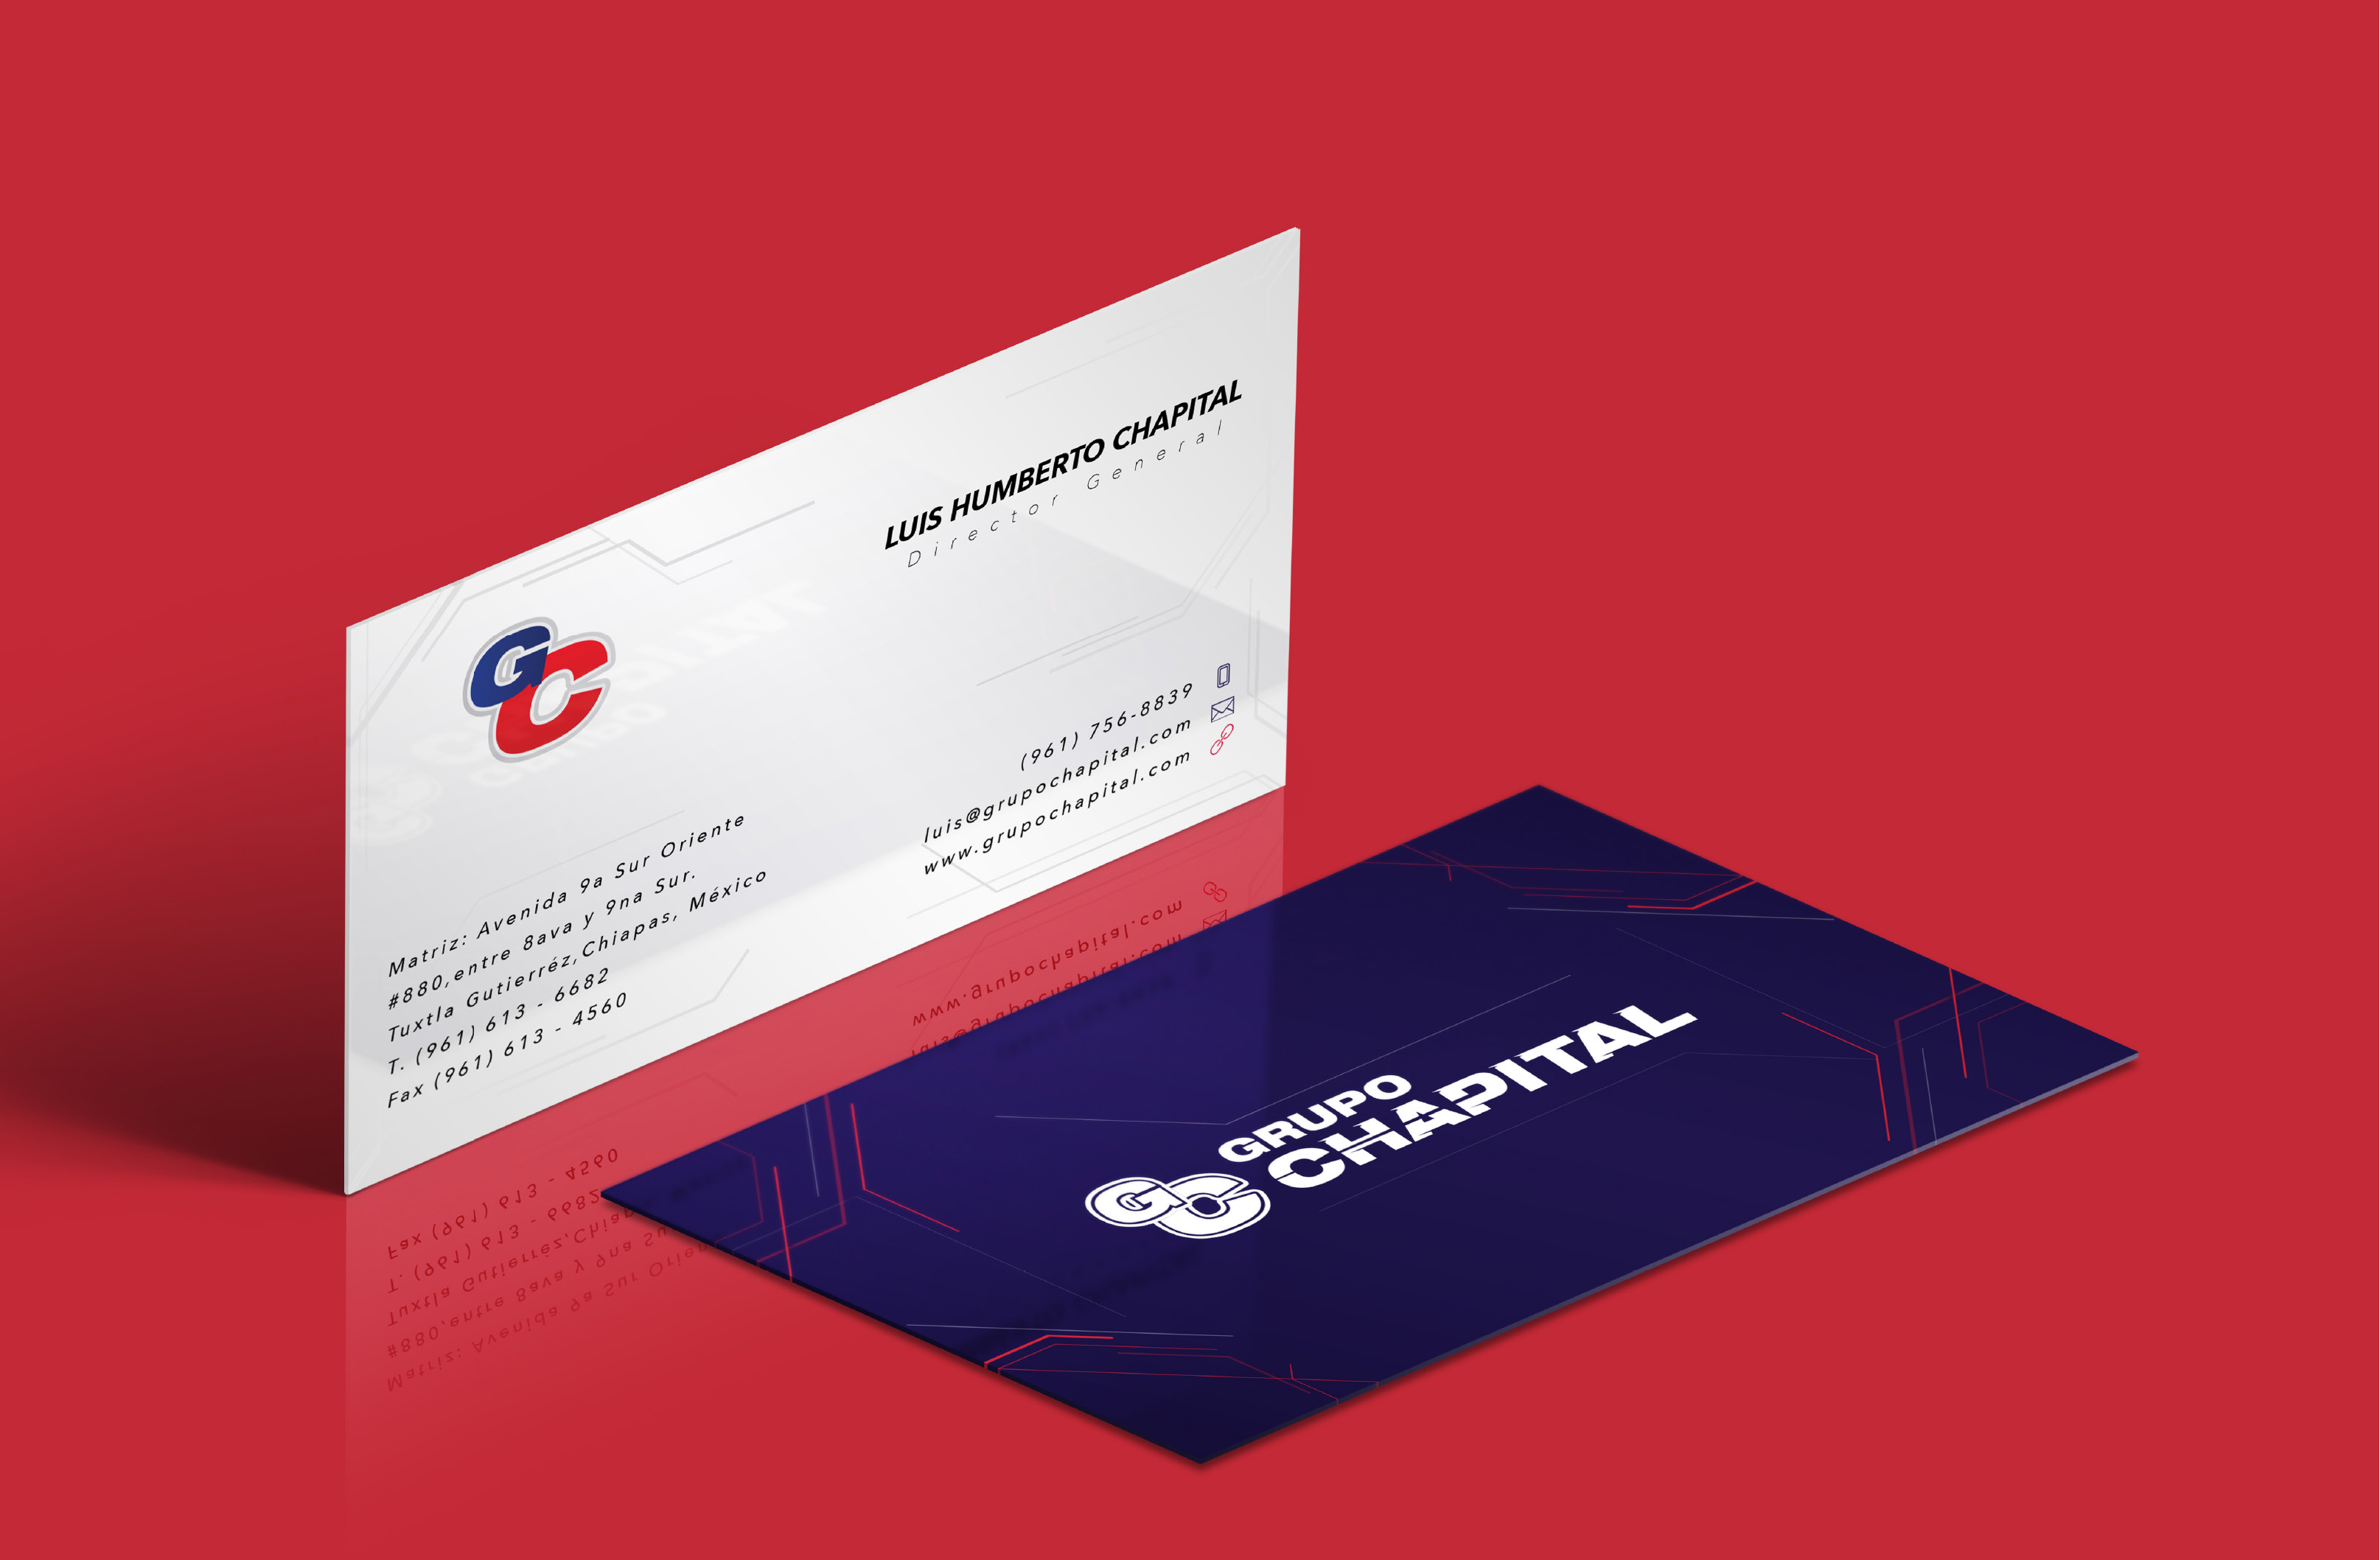 GC
LUIS HUMBERTO CHAPITAL
Director General
(961) 756-8839
luis@grupochapital.com
www.grupochapital.com
Matriz: Avenida 9a Sur Oriente
#880,entre 8ava y 9na Sur.
Tuxtla Gutierréz,Chiapas, México
T. (961) 613 - 6682
Fax (961) 613 - 4560
GC
GRUPO
CHAPITAL